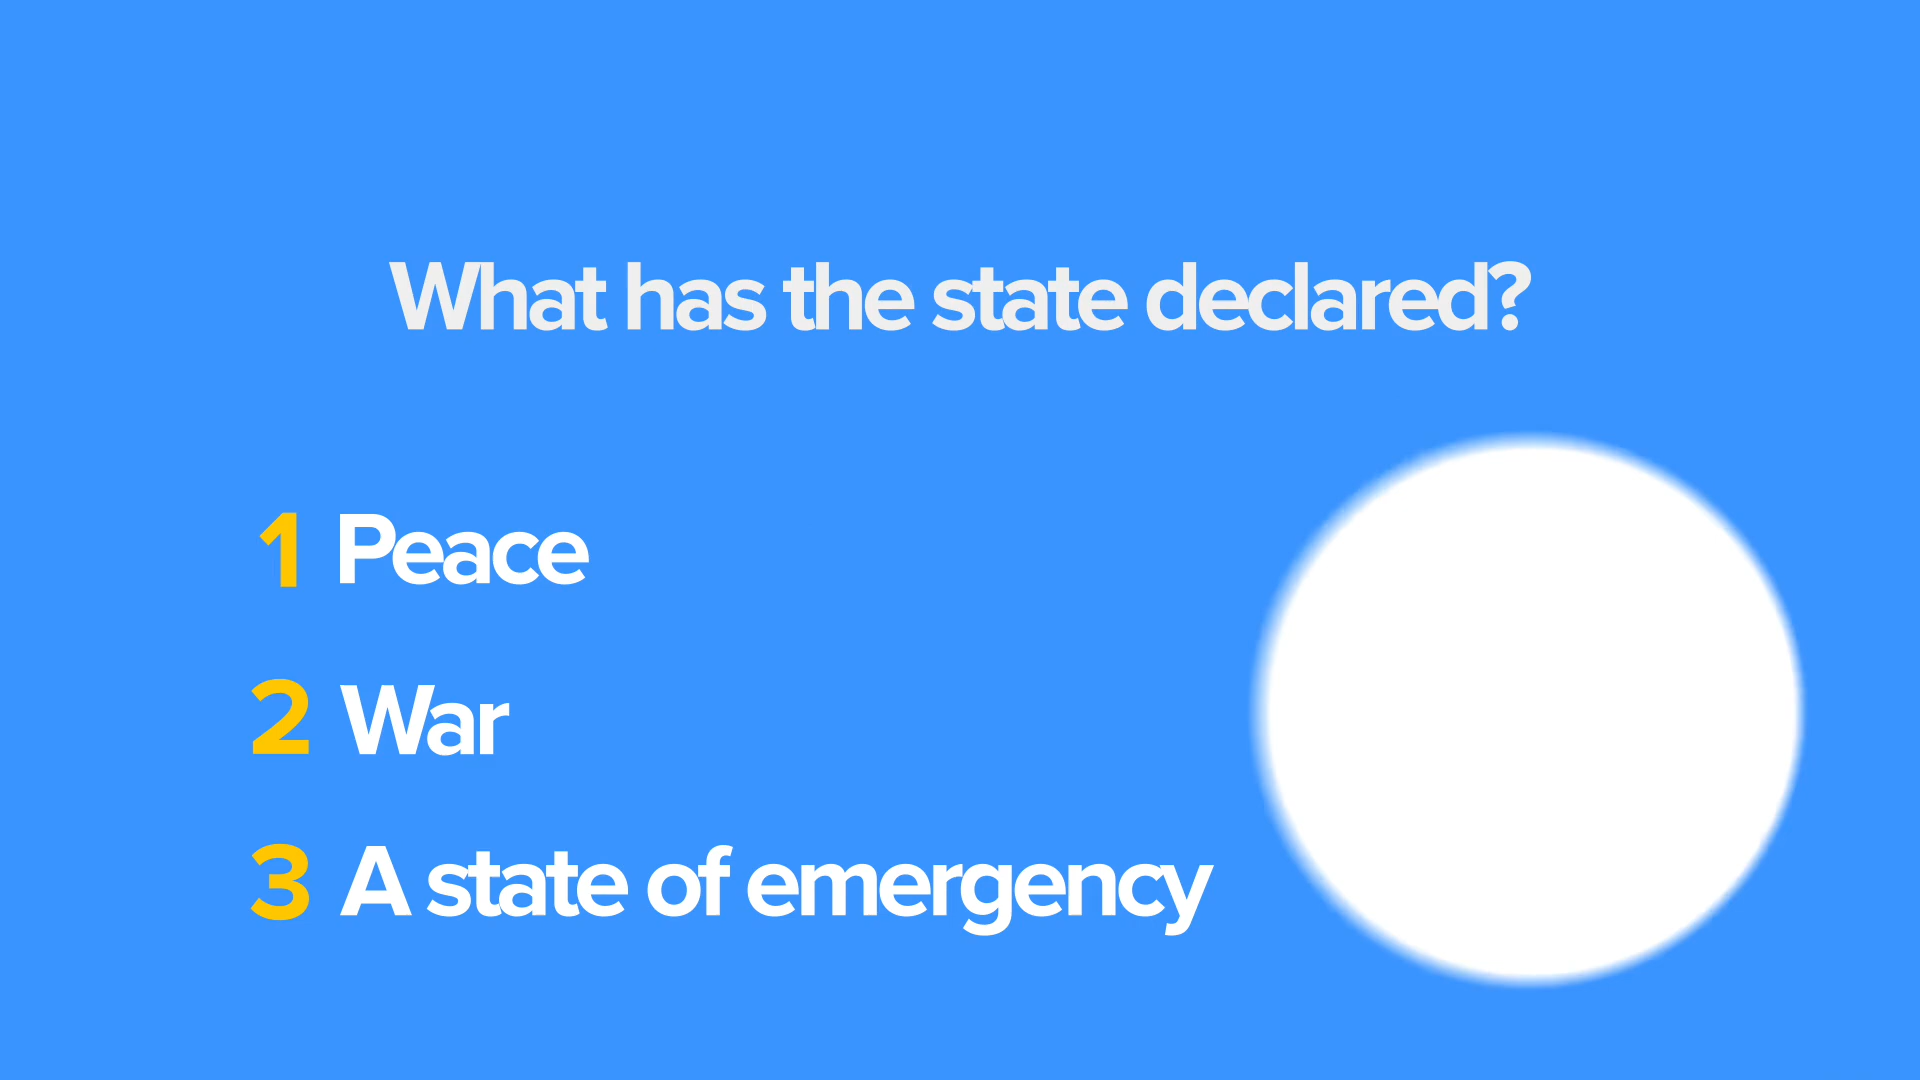 What has the state declared?
1 Peace
2 War
3 A state of emergency